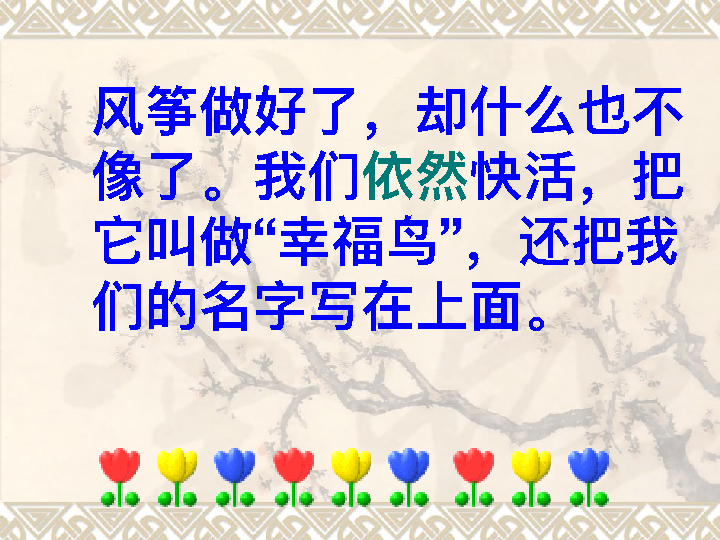 风筝做好了，却什么也不
像了。我们依然快活，把
它叫做“幸福鸟”，还把我
们的名字写在上面。